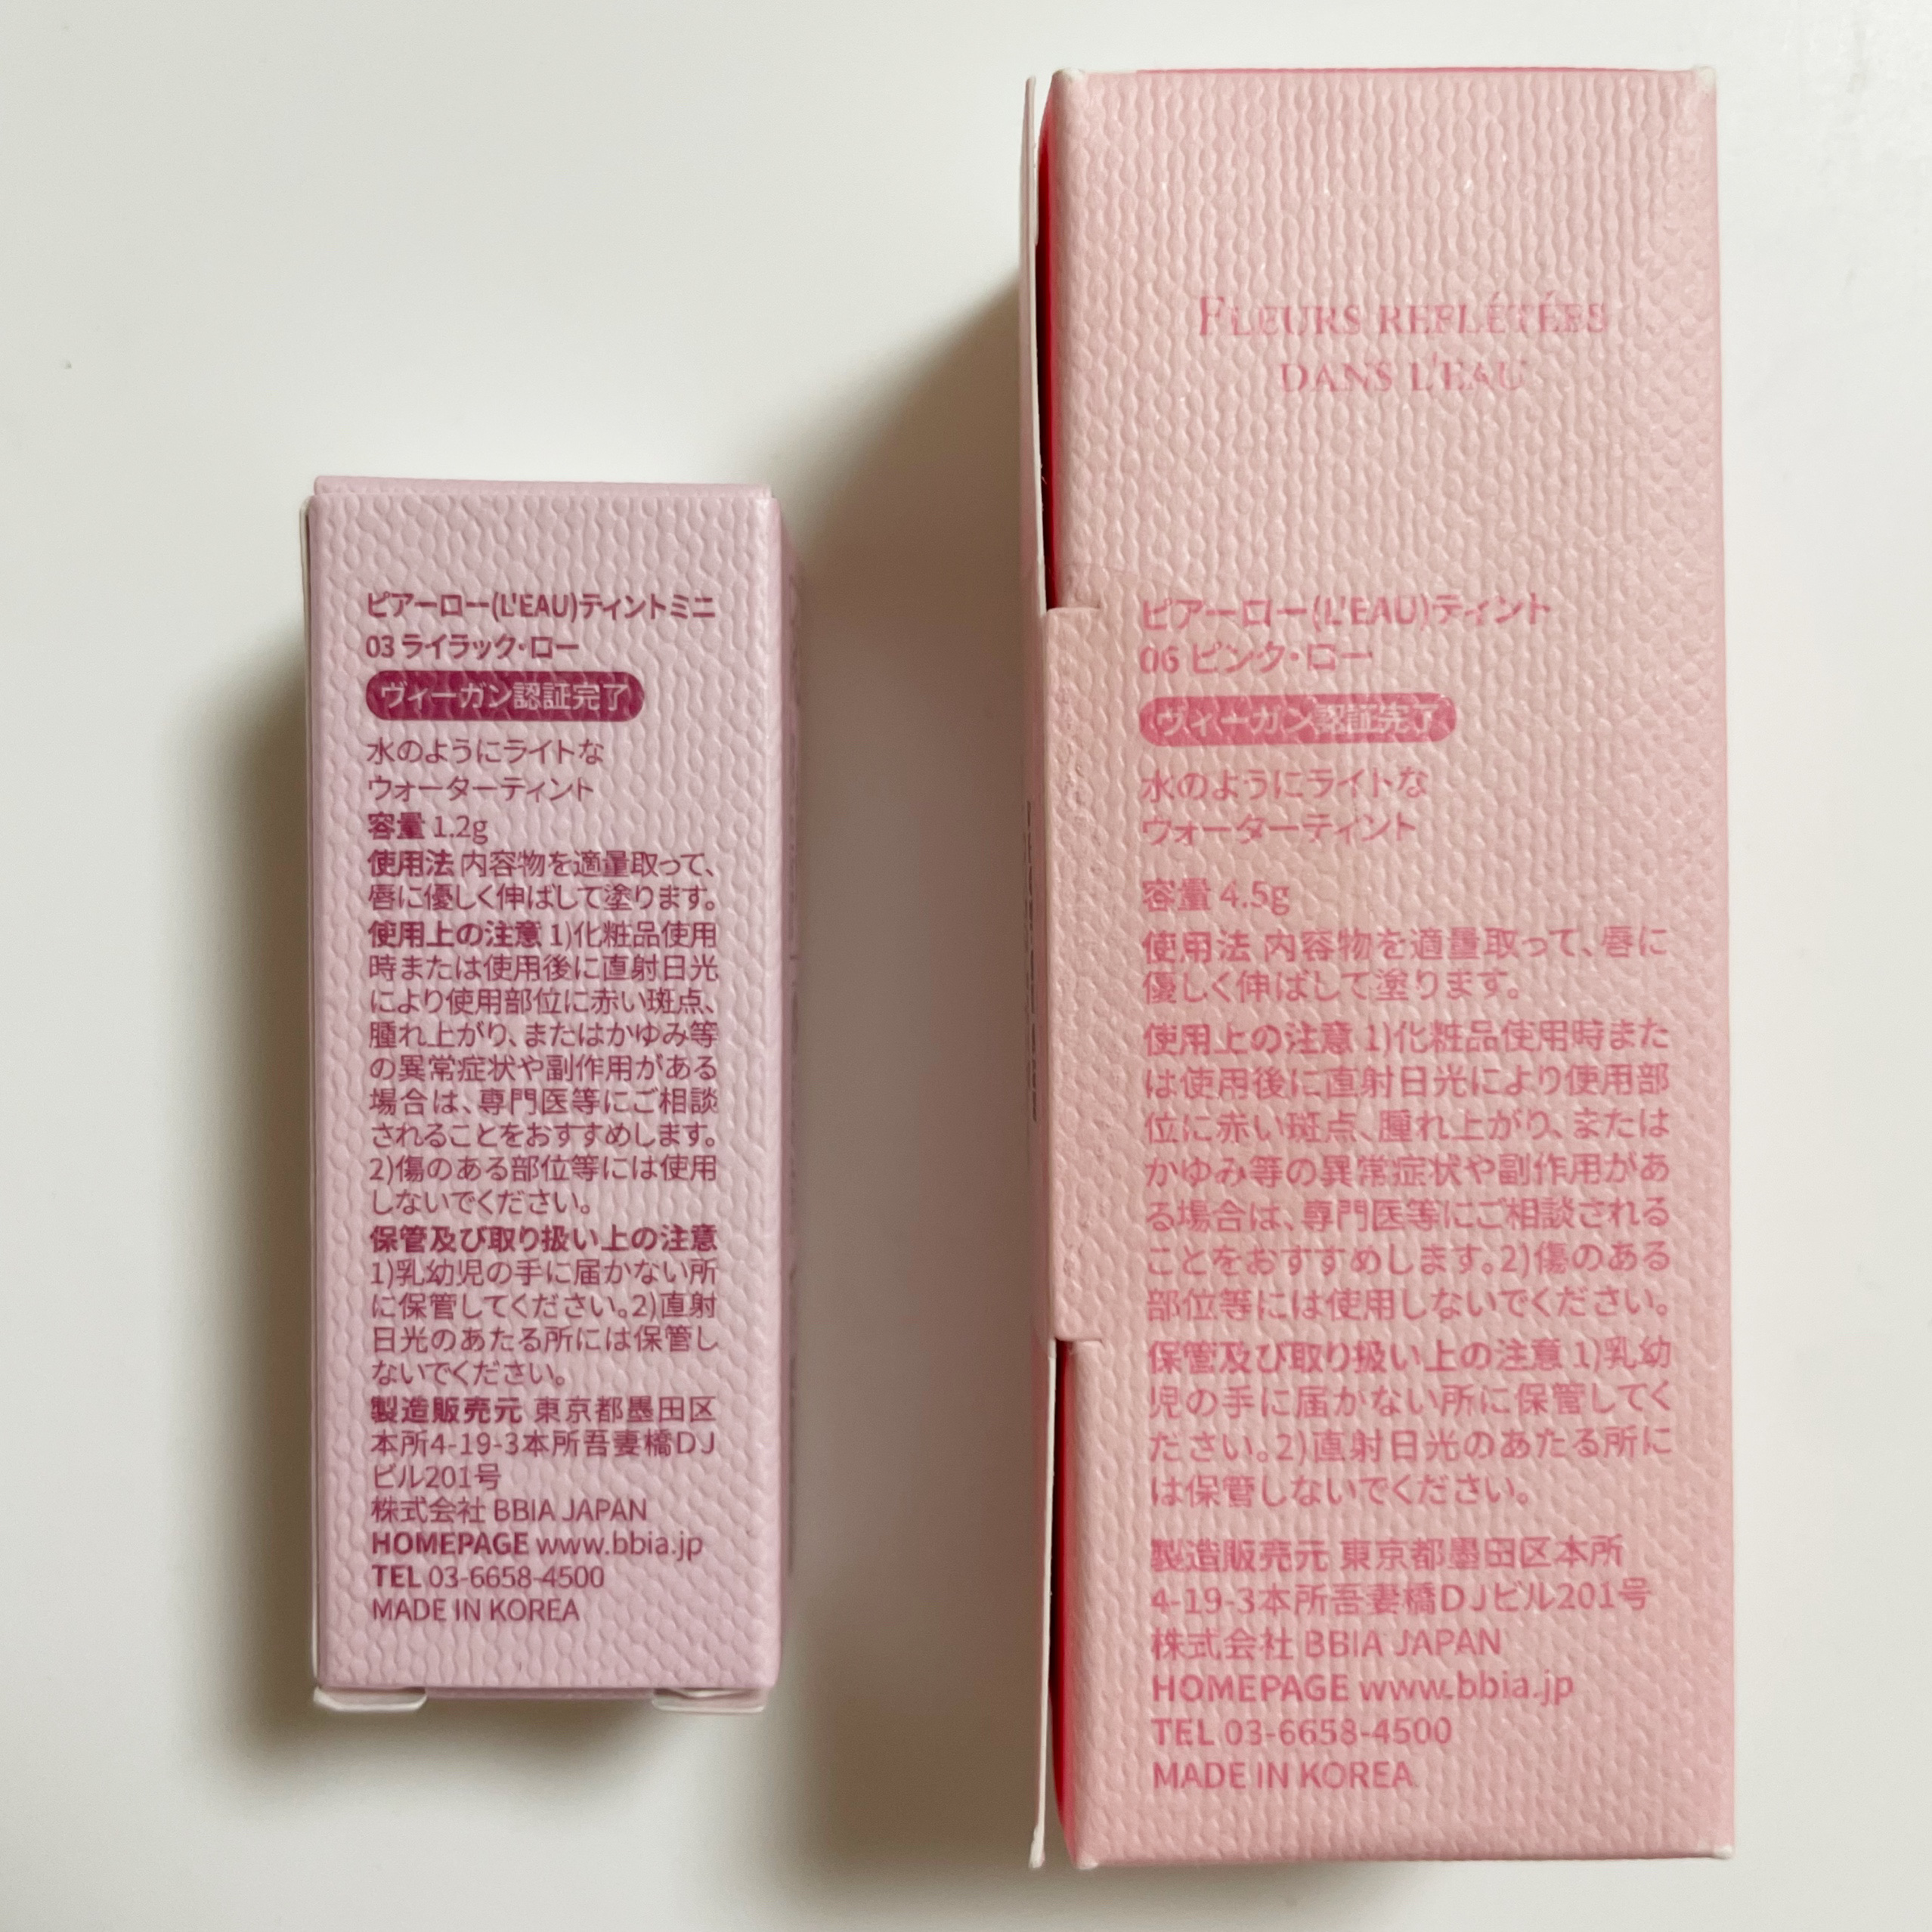 ピアーロー(L'EAU)ティントミニ
03 ライラック・ロー
ヴィーガン認証完了
水のようにライトな
ウォーターティント
容量 1.2g
使用法 内容物を適量取って、
唇に優しく伸ばして塗ります。
使用上の注意 1)化粧品使用
時または使用後に直射日光
により使用部位に赤い斑点、
腫れ上がり、またはかゆみ等
の異常症状や副作用がある
場合は、専門医等にご相談
されることをおすすめします。
2)傷のある部位等には使用
しないでください。
保管及び取り扱い上の注意
1)乳幼児の手に届かない所
に保管してください。2)直射
日光のあたる所には保管し
ないでください。
製造販売元 東京都墨田区
本所4-19-3本所吾妻橋DJ
ビル201号
株式会社 BBIA JAPAN
HOMEPAGE www.bbia.jp
TEL 03-6658-4500
MADE IN KOREA
FLEURS REFLÉTÉES
DANS L'EAU
ピアーロー(L'EAU)ティント
06 ピンク・ロー
ヴィーガン認証完了
水のようにライトな
ウォーターティント
容量 4.5g
使用法 内容物を適量取って、唇に
優しく伸ばして塗ります。
使用上の注意 1)化粧品使用時また
は使用後に直射日光により使用部
位に赤い斑点、腫れ上がり、または
かゆみ等の異常症状や副作用があ
る場合は、専門医等にご相談される
ことをおすすめします。2)傷のある
部位等には使用しないでください。
保管及び取り扱い上の注意 1)乳幼
児の手に届かない所に保管してく
ださい。2)直射日光のあたる所に
は保管しないでください。
製造販売元 東京都墨田区本所
4-19-3本所吾妻橋DJビル201号
株式会社 BBIA JAPAN
HOMEPAGE www.bbia.jp
TEL 03-6658-4500
MADE IN KOREA